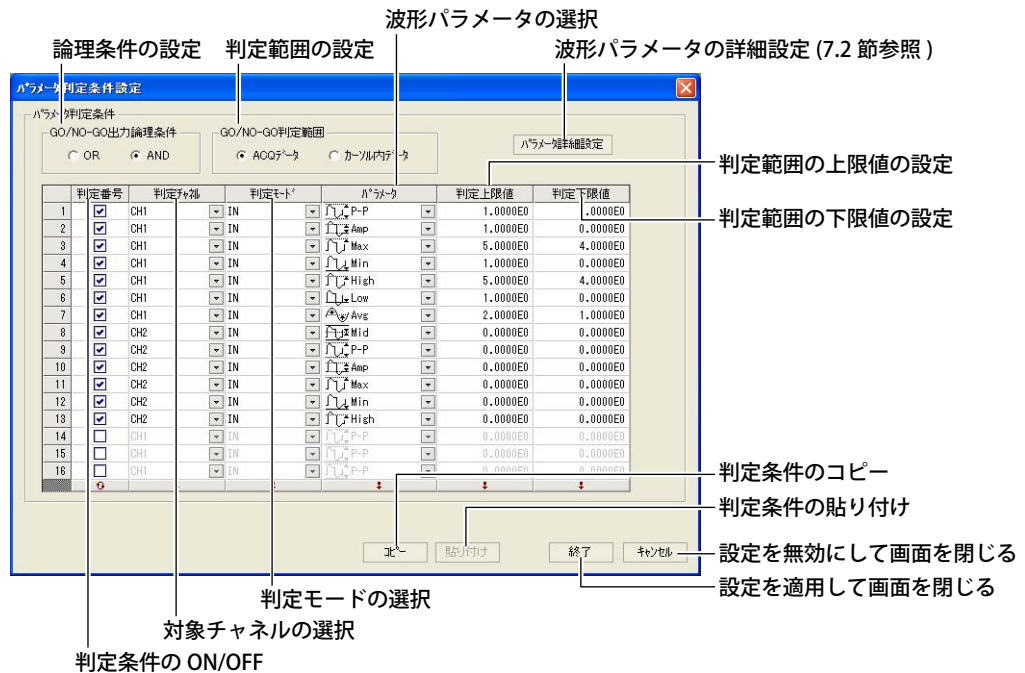 波形パラメータの選択
論理条件の設定 判定範囲の設定 波形パラメータの詳細設定 (7.2 節参照 )
ﾊﾟﾗﾒｰﾀ判定条件設定
ﾊﾟﾗﾒｰﾀ判定条件
GO/NO-GO出力論理条件 GO/NO-GO判定範囲
OR AND ACQﾃﾞｰﾀ ｶｰｿﾙ内ﾃﾞｰﾀ ﾊﾟﾗﾒｰﾀ詳細設定
判定範囲の上限値の設定
判定範囲の下限値の設定
判定番号 判定ﾁｬﾈﾙ 判定ﾓｰﾄﾞ ﾊﾟﾗﾒｰﾀ 判定上限値 判定下限値
1 CH1 IN P-P 1.0000E0 .0000E0
2 CH1 IN Amp 1.0000E0 0.0000E0
3 CH1 IN Max 5.0000E0 4.0000E0
4 CH1 IN Min 1.0000E0 0.0000E0
5 CH1 IN High 5.0000E0 4.0000E0
6 CH1 IN Low 1.0000E0 0.0000E0
7 CH1 IN Avg 2.0000E0 1.0000E0
8 CH2 IN Mid 0.0000E0 0.0000E0
9 CH2 IN P-P 0.0000E0 0.0000E0
10 CH2 IN Amp 0.0000E0 0.0000E0
11 CH2 IN Max 0.0000E0 0.0000E0
12 CH2 IN Min 0.0000E0 0.0000E0
13 CH2 IN High 0.0000E0 0.0000E0
14 CH1 IN P-P 0.0000E0 0.0000E0
15 CH1 IN P-P 0.0000E0 0.0000E0
16 CH1 IN P-P 0.0000E0 0.0000E0
判定条件のコピー
判定条件の貼り付け
ｺﾋﾟｰ 貼り付け 終了 ｷｬﾝｾﾙ
設定を無効にして画面を閉じる
設定を適用して画面を閉じる
判定モードの選択
対象チャネルの選択
判定条件の ON/OFF